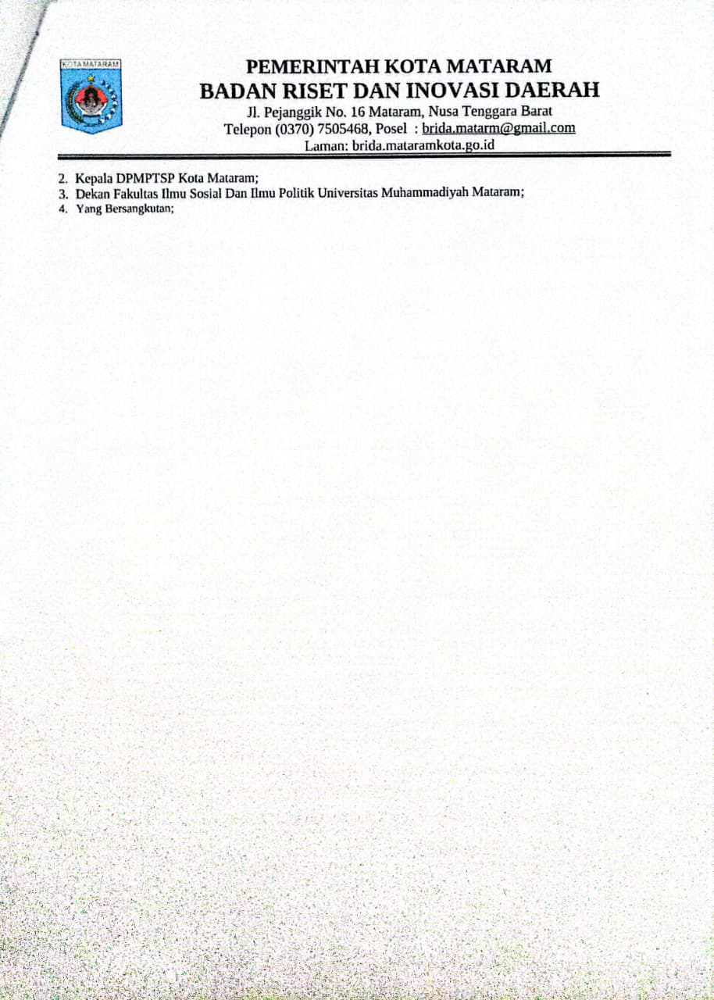 KOTA MATARAM
PEMERINTAH KOTA MATARAM
BADAN RISET DAN INOVASI DAERAH
Jl. Pejanggik No. 16 Mataram, Nusa Tenggara Barat
Telepon (0370) 7505468, Posel : brida.matarm@gmail.com
Laman: brida.mataramkota.go.id
2. Kepala DPMPTSP Kota Mataram;
3. Dekan Fakultas Ilmu Sosial Dan Ilmu Politik Universitas Muhammadiyah Mataram;
4. Yang Bersangkutan;